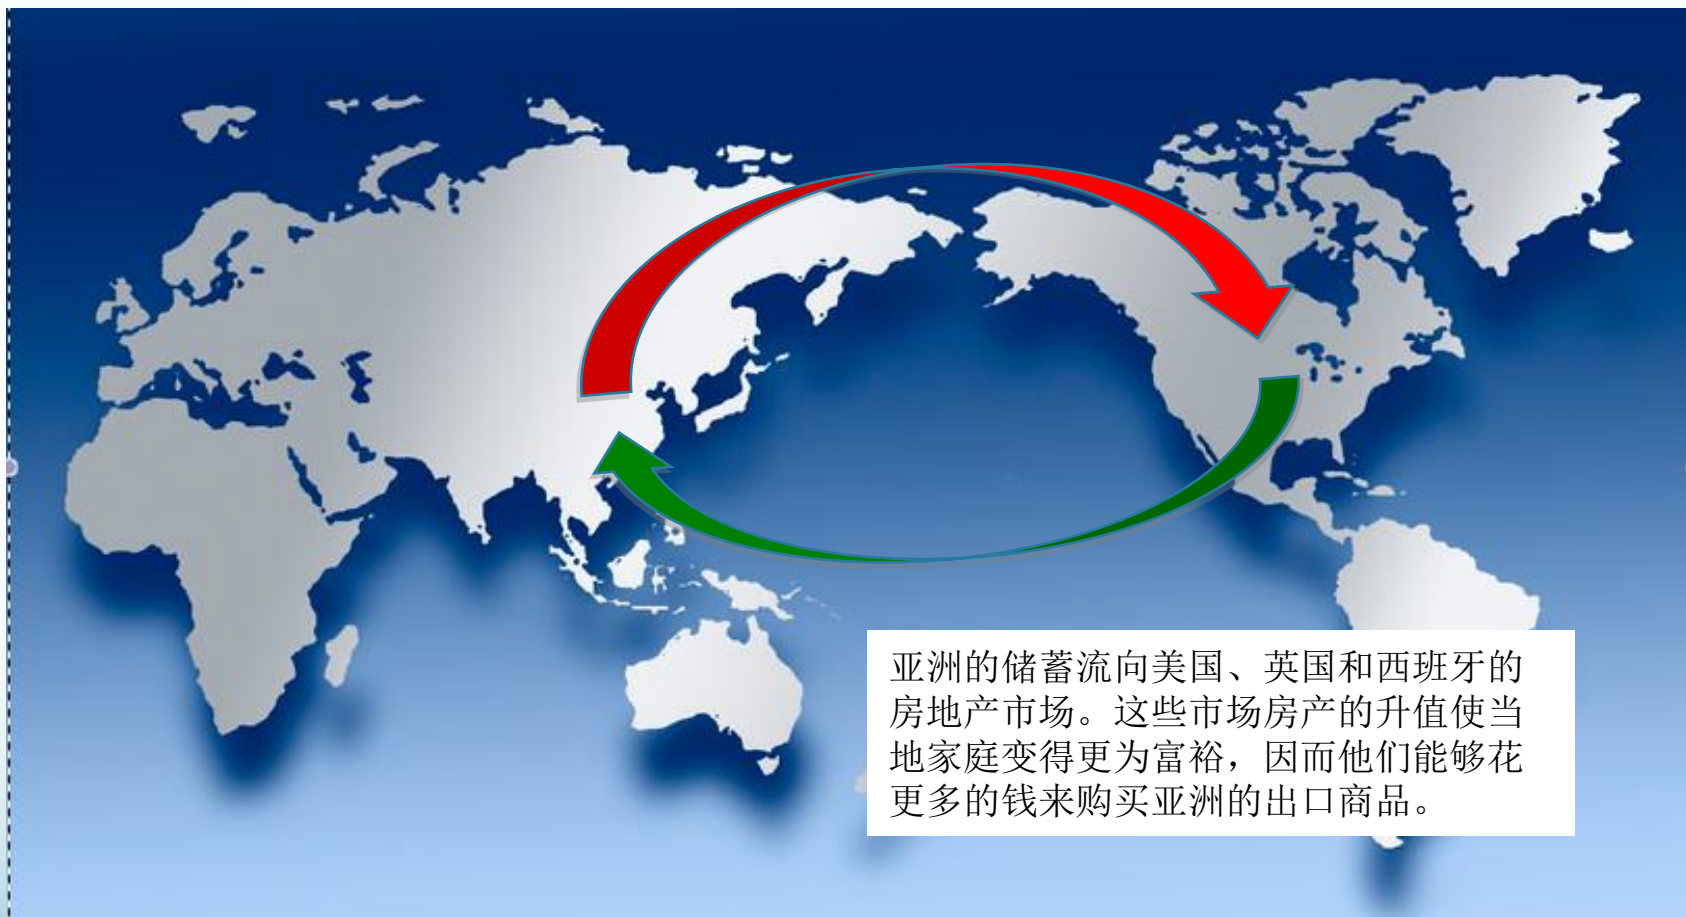 亚洲的储蓄流向美国、英国和西班牙的
房地产市场。这些市场房产的升值使当
地家庭变得更为富裕，因而他们能够花
更多的钱来购买亚洲的出口商品。